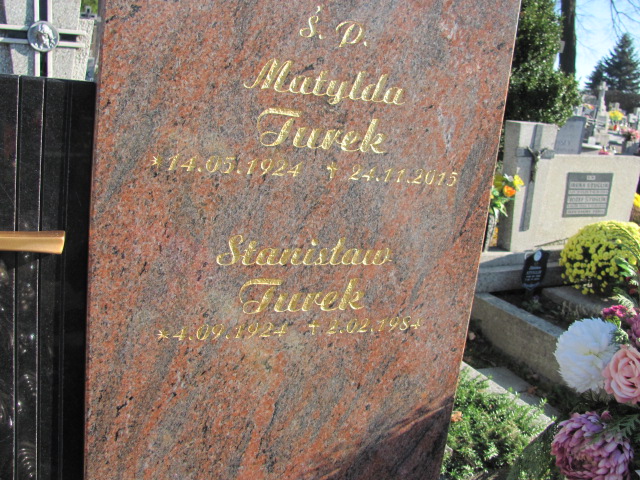 Ś. P.
Matylda
Turek
*14.05.1924 ✝ 24.11.2015
Stanisław
Turek
*4.09.1924 ✝ 2.02.1984